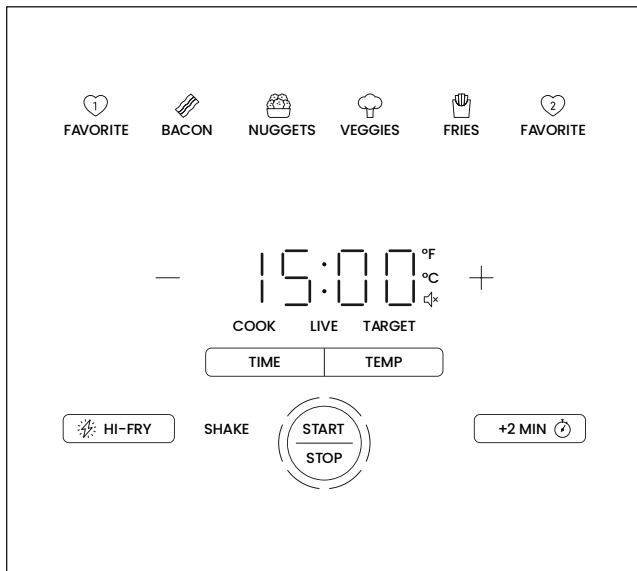 1 2
FAVORITE BACON NUGGETS VEGGIES FRIES FAVORITE
15:00 °F
°C
COOK LIVE TARGET
TIME TEMP
HI-FRY SHAKE START +2 MIN
STOP